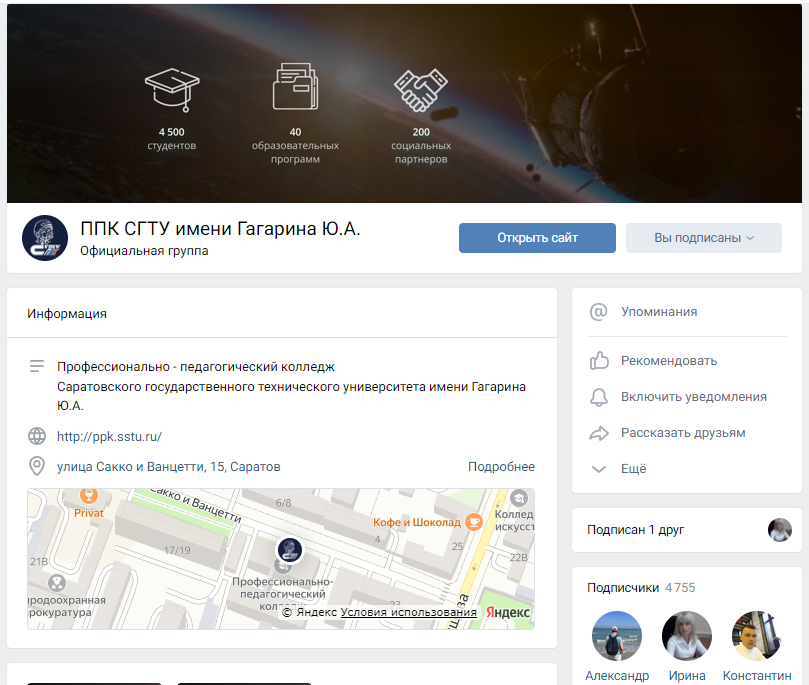 4 500
студентов
40
образовательных
программ
200
социальных
партнеров
ППК СГТУ имени Гагарина Ю.А.
Официальная группа
Открыть сайт
Вы подписаны
Информация
Профессионально - педагогический колледж
Саратовского государственного технического университета имени Гагарина
Ю.А.
http://ppk.sstu.ru/
улица Сакко и Ванцетти, 15, Саратов
Подробнее
Privat
Сакко и Ванцетти
6/8
Кофе и Шоколад
Коллед
искусст
17/19
4
25
22В
21В
Профессионально-
педагогический
кол
родоохранная
рокуратура
23
© Яндекс Условия использования
Яндекс
@ Упоминания
Рекомендовать
Включить уведомления
Рассказать друзьям
Ещё
Подписан 1 друг
Подписчики 4 755
Александр
Ирина
Константин